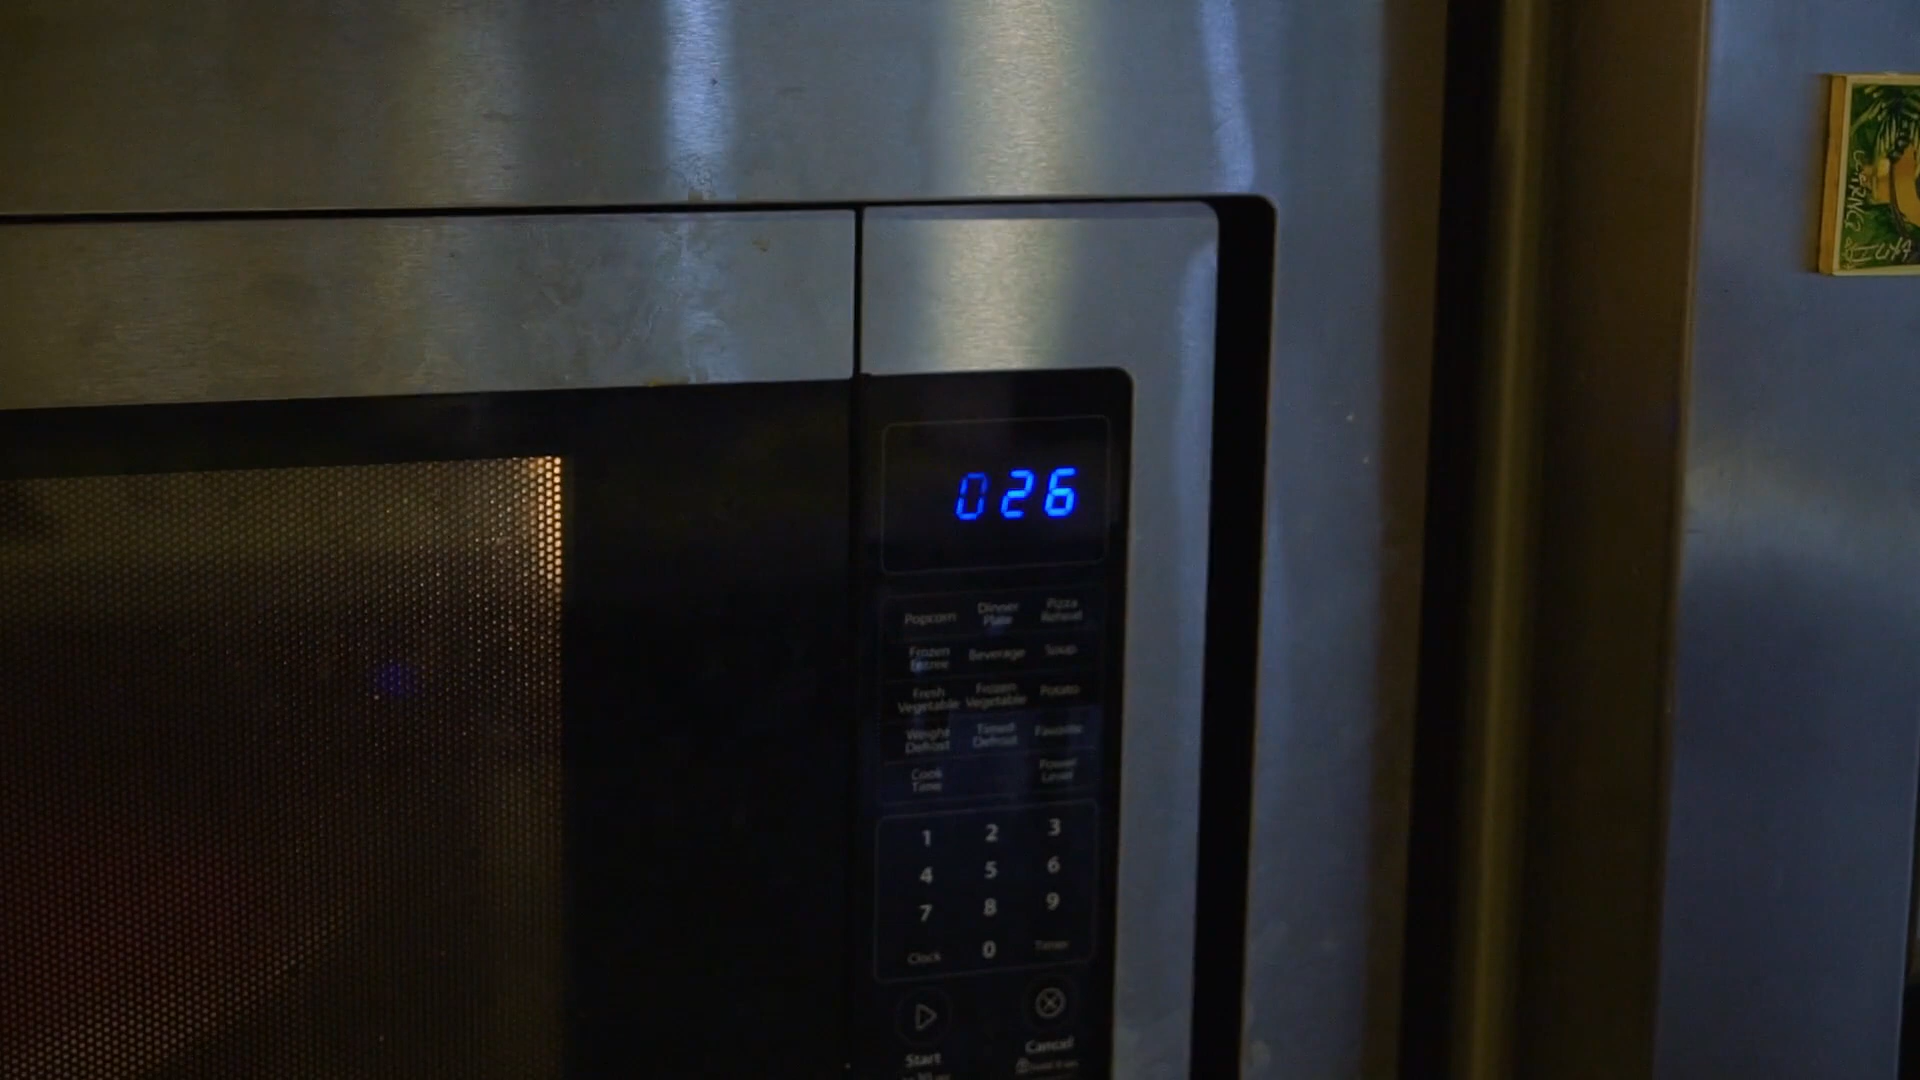 026
Popcorn Dinner Plate Pizza Reheat
Frozen Entree Beverage Soup
Fresh Vegetable Frozen Vegetable Potato
Weight Defrost Timed Defrost Favorite
Cook Time Power Level
1 2 3
4 5 6
7 8 9
Clock 0 Timer
Start Cancel